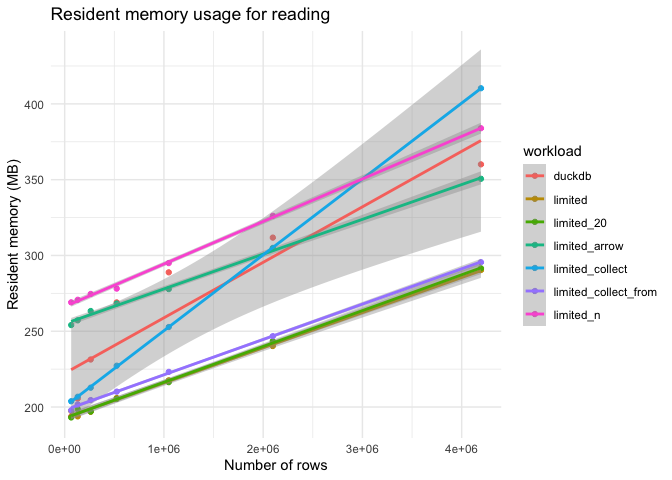 Resident memory usage for reading
Resident memory (MB)
400
350
300
250
200
0e+00 1e+06 2e+06 3e+06 4e+06
Number of rows
workload
duckdb
limited
limited_20
limited_arrow
limited_collect
limited_collect_from
limited_n